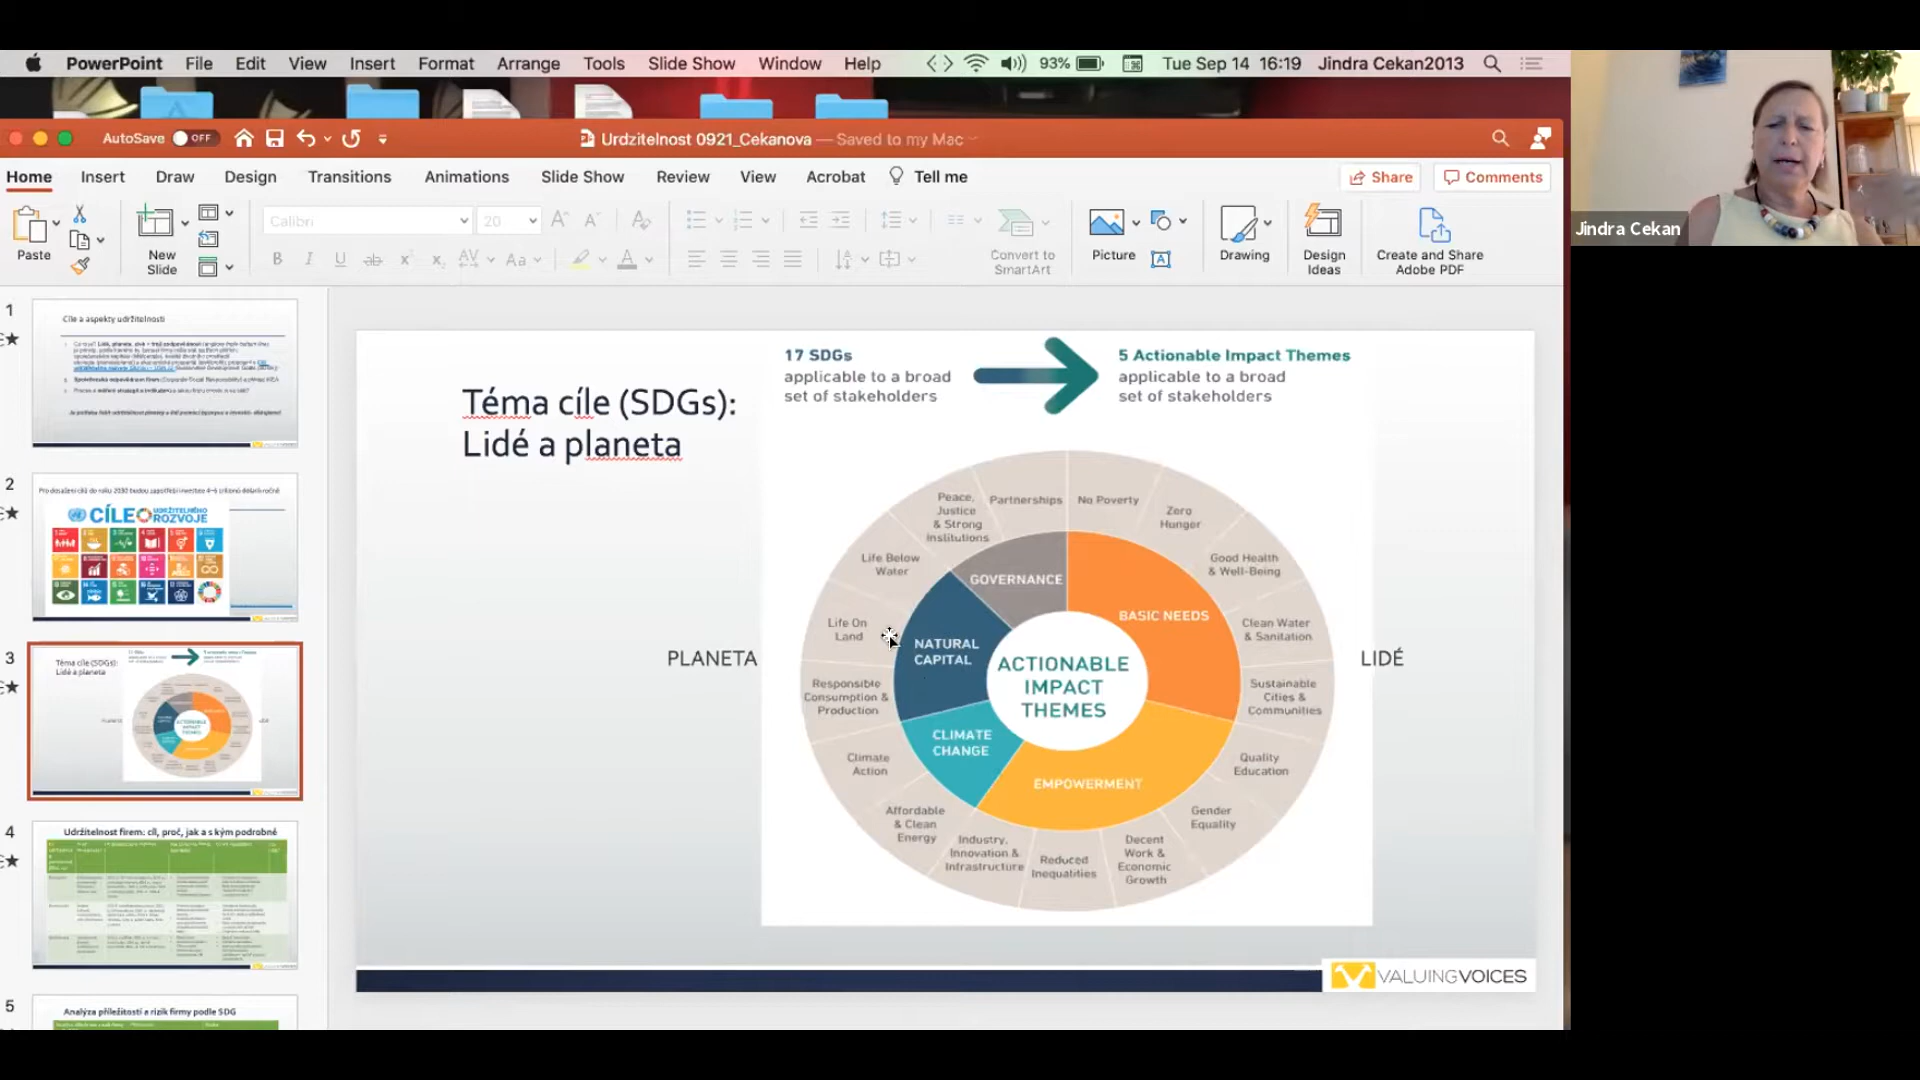 PowerPoint File Edit View Insert Format Arrange Tools Slide Show Window Help 93% Tue Sep 14 16:19 Jindra Cekan2013
AutoSave OFF Urdzitelnost 0921_Cekanova — Saved to my Mac
Home Insert Draw Design Transitions Animations Slide Show Review View Acrobat Tell me Share Comments
Calibri 20
Paste New Slide Convert to SmartArt Picture Drawing Design Ideas Create and Share Adobe PDF
Jindra Cekan
1
Cíle a aspekty udržitelnosti
2
Pro dosažení cílů do roku 2030 budou zapotřebí investice 4-6 trilionů dolarů ročně
CÍLE UDRŽITELNÉHO ROZVOJE
3
Téma cíle (SDGs):
Lidé a planeta
4
Udržitelnost firem: cíl, proč, jak a s kým podrobně
5
Analýza příležitostí a rizik firmy podle SDG
Téma cíle (SDGs):
Lidé a planeta
17 SDGs
applicable to a broad
set of stakeholders
5 Actionable Impact Themes
applicable to a broad
set of stakeholders
PLANETA
LIDÉ
Partnerships
No Poverty
Zero
Hunger
Good Health
& Well-Being
Clean Water
& Sanitation
Sustainable
Cities &
Communities
Quality
Education
Gender
Equality
Decent
Work &
Economic
Growth
Reduced
Inequalities
Industry,
Innovation &
Infrastructure
Affordable
& Clean
Energy
Climate
Action
Responsible
Consumption &
Production
Life On
Land
Life Below
Water
Peace,
Justice
& Strong
Institutions
GOVERNANCE
BASIC NEEDS
NATURAL
CAPITAL
CLIMATE
CHANGE
EMPOWERMENT
ACTIONABLE
IMPACT
THEMES
VALUINGVOICES